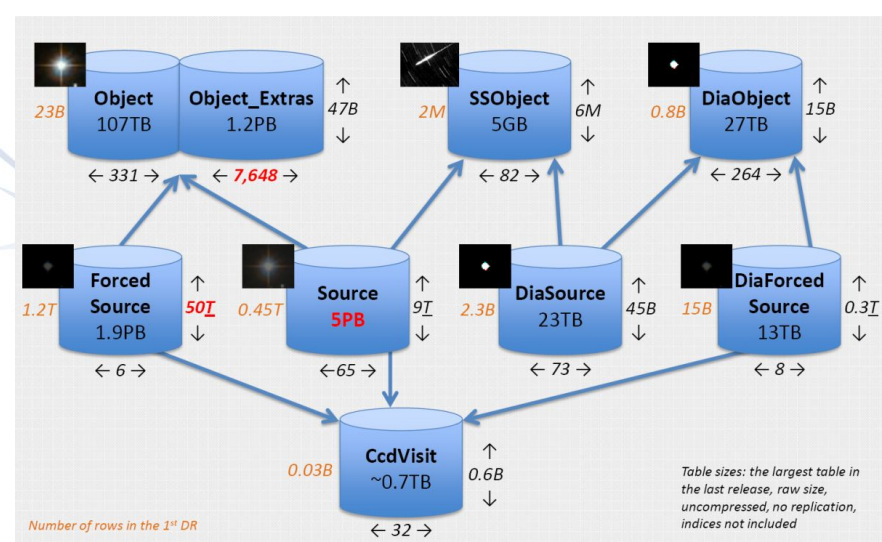 Object
107TB
Object_Extras
1.2PB
23B
↑
47B
↓
← 331 →
← 7,648 →
SSObject
5GB
2M
↑
6M
↓
← 82 →
DiaObject
27TB
0.8B
↑
15B
↓
← 264 →
Forced
Source
1.9PB
1.2T
↑
50T
↓
← 6 →
Source
5PB
0.45T
↑
9T
↓
←65 →
DiaSource
23TB
2.3B
↑
45B
↓
← 73 →
DiaForced
Source
13TB
15B
↑
0.3T
↓
← 8 →
CcdVisit
~0.7TB
0.03B
↑
0.6B
↓
← 32 →
Number of rows in the 1st DR
Table sizes: the largest table in
the last release, raw size,
uncompressed, no replication,
indices not included